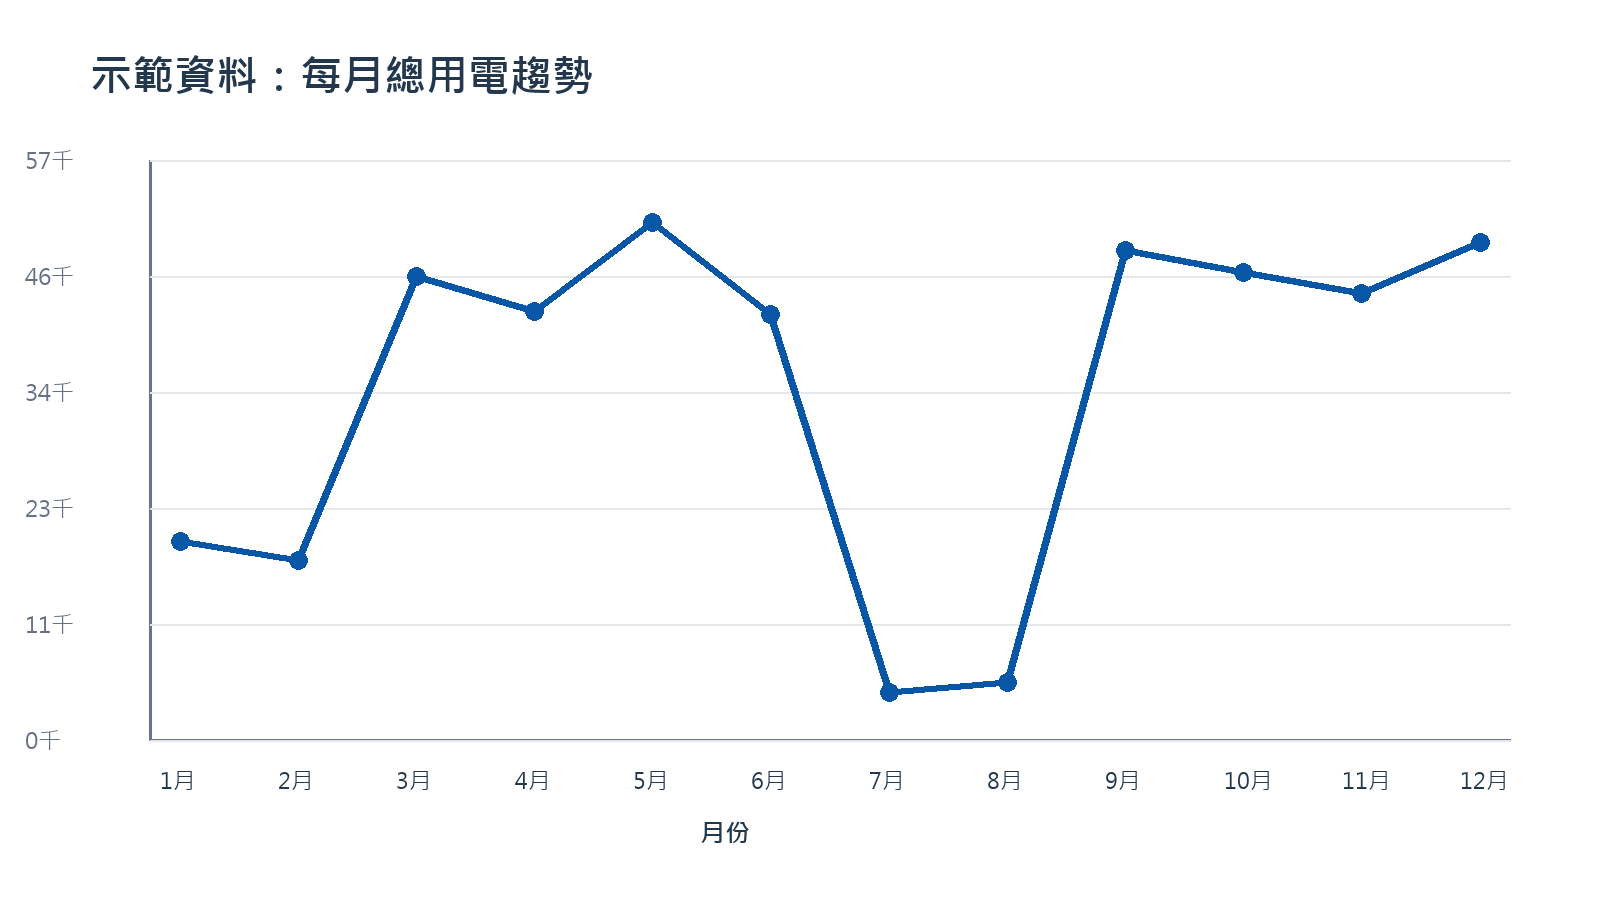 示範資料：每月總用電趨勢
57千
46千
34千
23千
11千
0千
1月 2月 3月 4月 5月 6月 7月 8月 9月 10月 11月 12月
月份